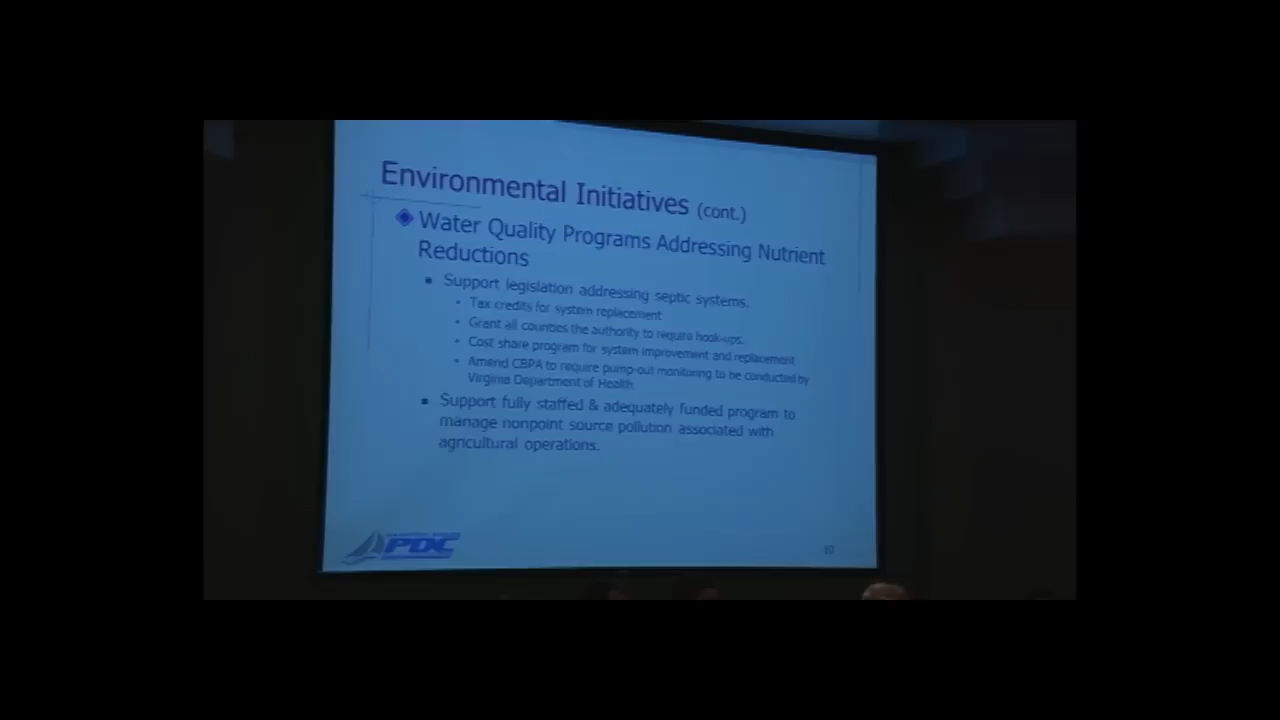 Environmental Initiatives (cont.)
Water Quality Programs Addressing Nutrient
Reductions
Support legislation addressing septic systems.
Tax credits for system replacement
Grant all counties the authority to require hook-ups.
Cost share program for system improvement and replacement
Amend CBPA to require pump-out monitoring to be conducted by
Virginia Department of Health.
Support fully staffed & adequately funded program to
manage nonpoint source pollution associated with
agricultural operations.
PDC
10